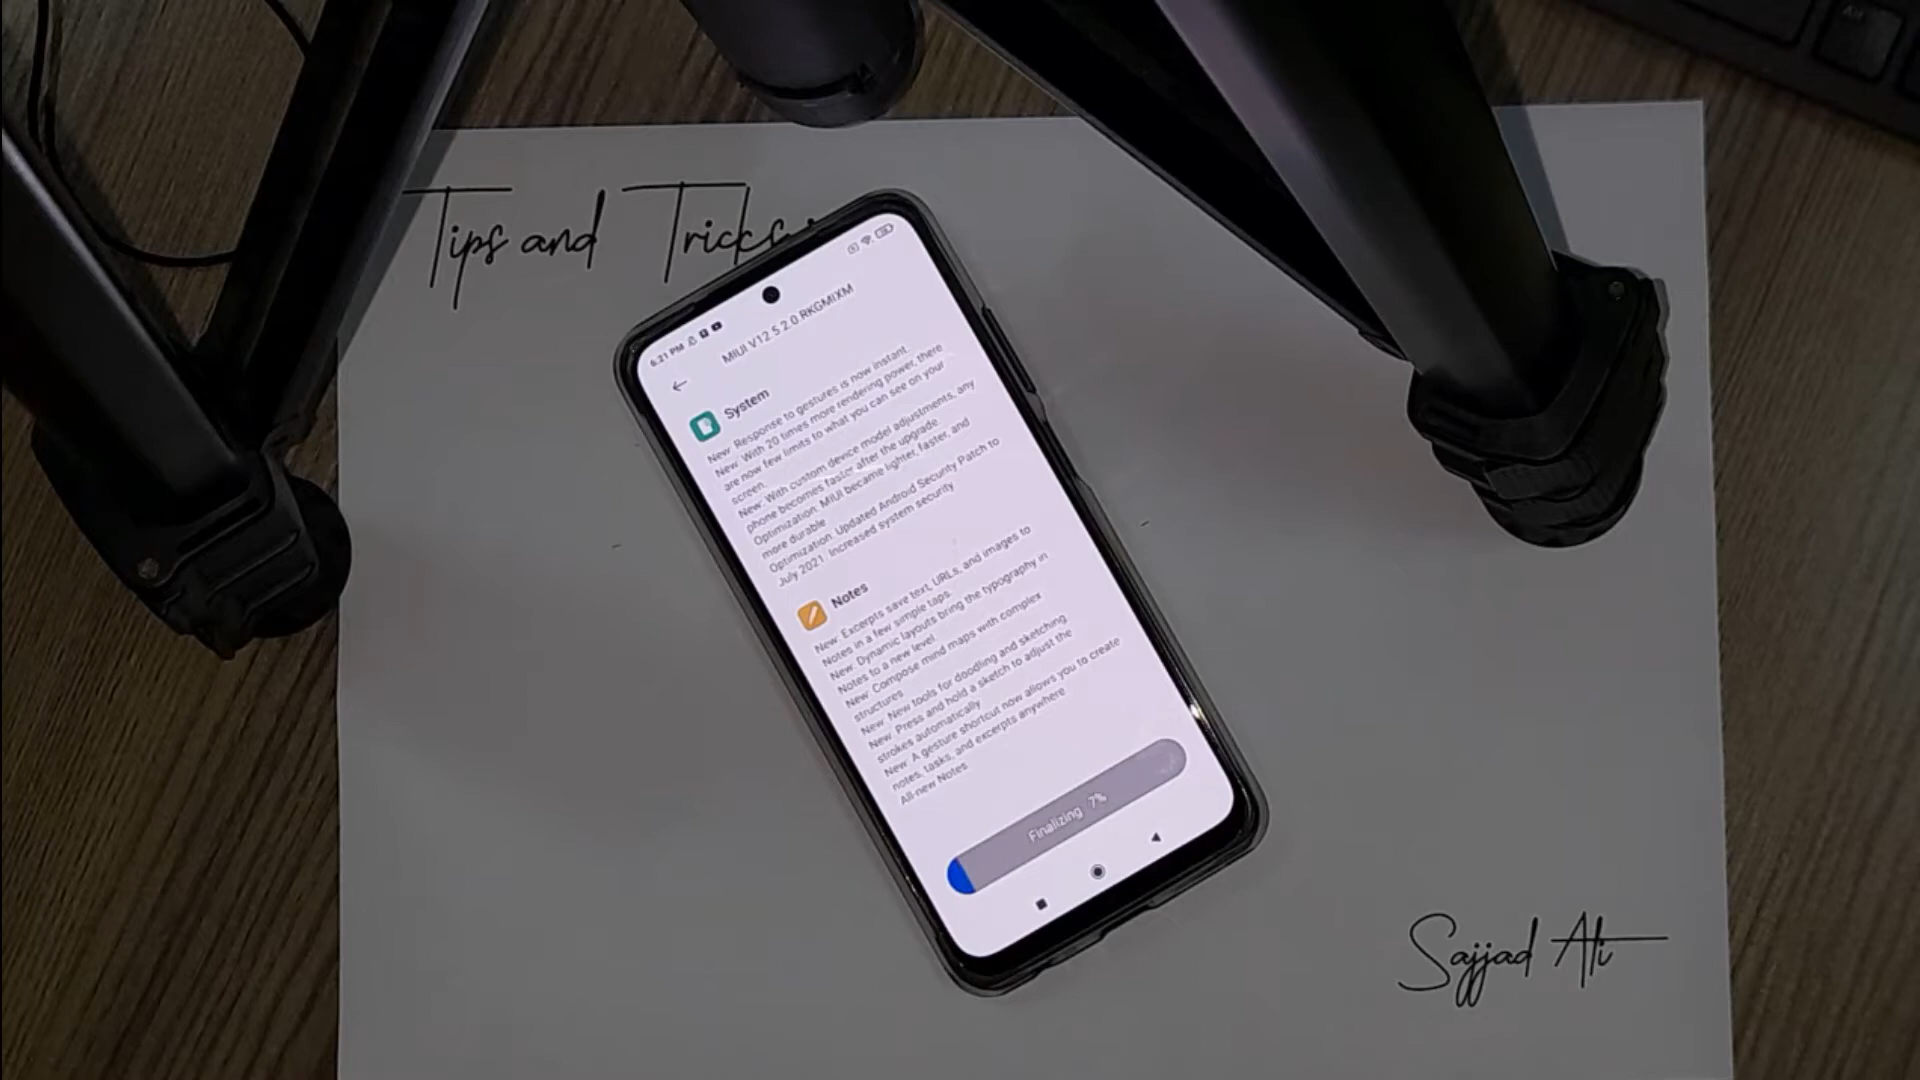 Tips and Tricks
6:21 PM
MIUI V12.5.2.0.RKGMIXM
System
New: Response to gestures is now instant.
New: With 20 times more rendering power, there
are now few limits to what you can see on your
screen.
New: With custom device model adjustments, any
phone becomes faster after the upgrade.
Optimization: MIUI became lighter, faster, and
more durable
Optimization: Updated Android Security Patch to
July 2021. Increased system security
Notes
New: Excerpts save text, URLs, and images to
Notes in a few simple taps.
New: Dynamic layouts bring the typography in
Notes to a new level.
New: Compose mind maps with complex
structures
New: New tools for doodling and sketching
New: Press and hold a sketch to adjust the
strokes automatically
New: A gesture shortcut now allows you to create
notes, tasks, and excerpts anywhere
All-new Notes
Finalizing 7%
Sajjad Ali